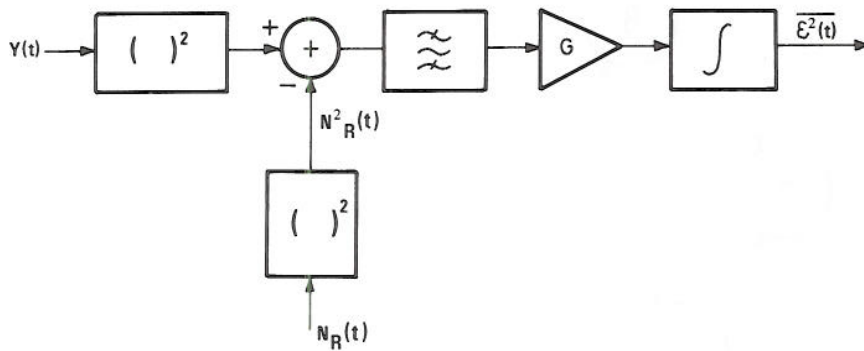 Y(t)
( )²
+
+
−
G
∫
ε²(t)
N²R(t)
( )²
NR(t)